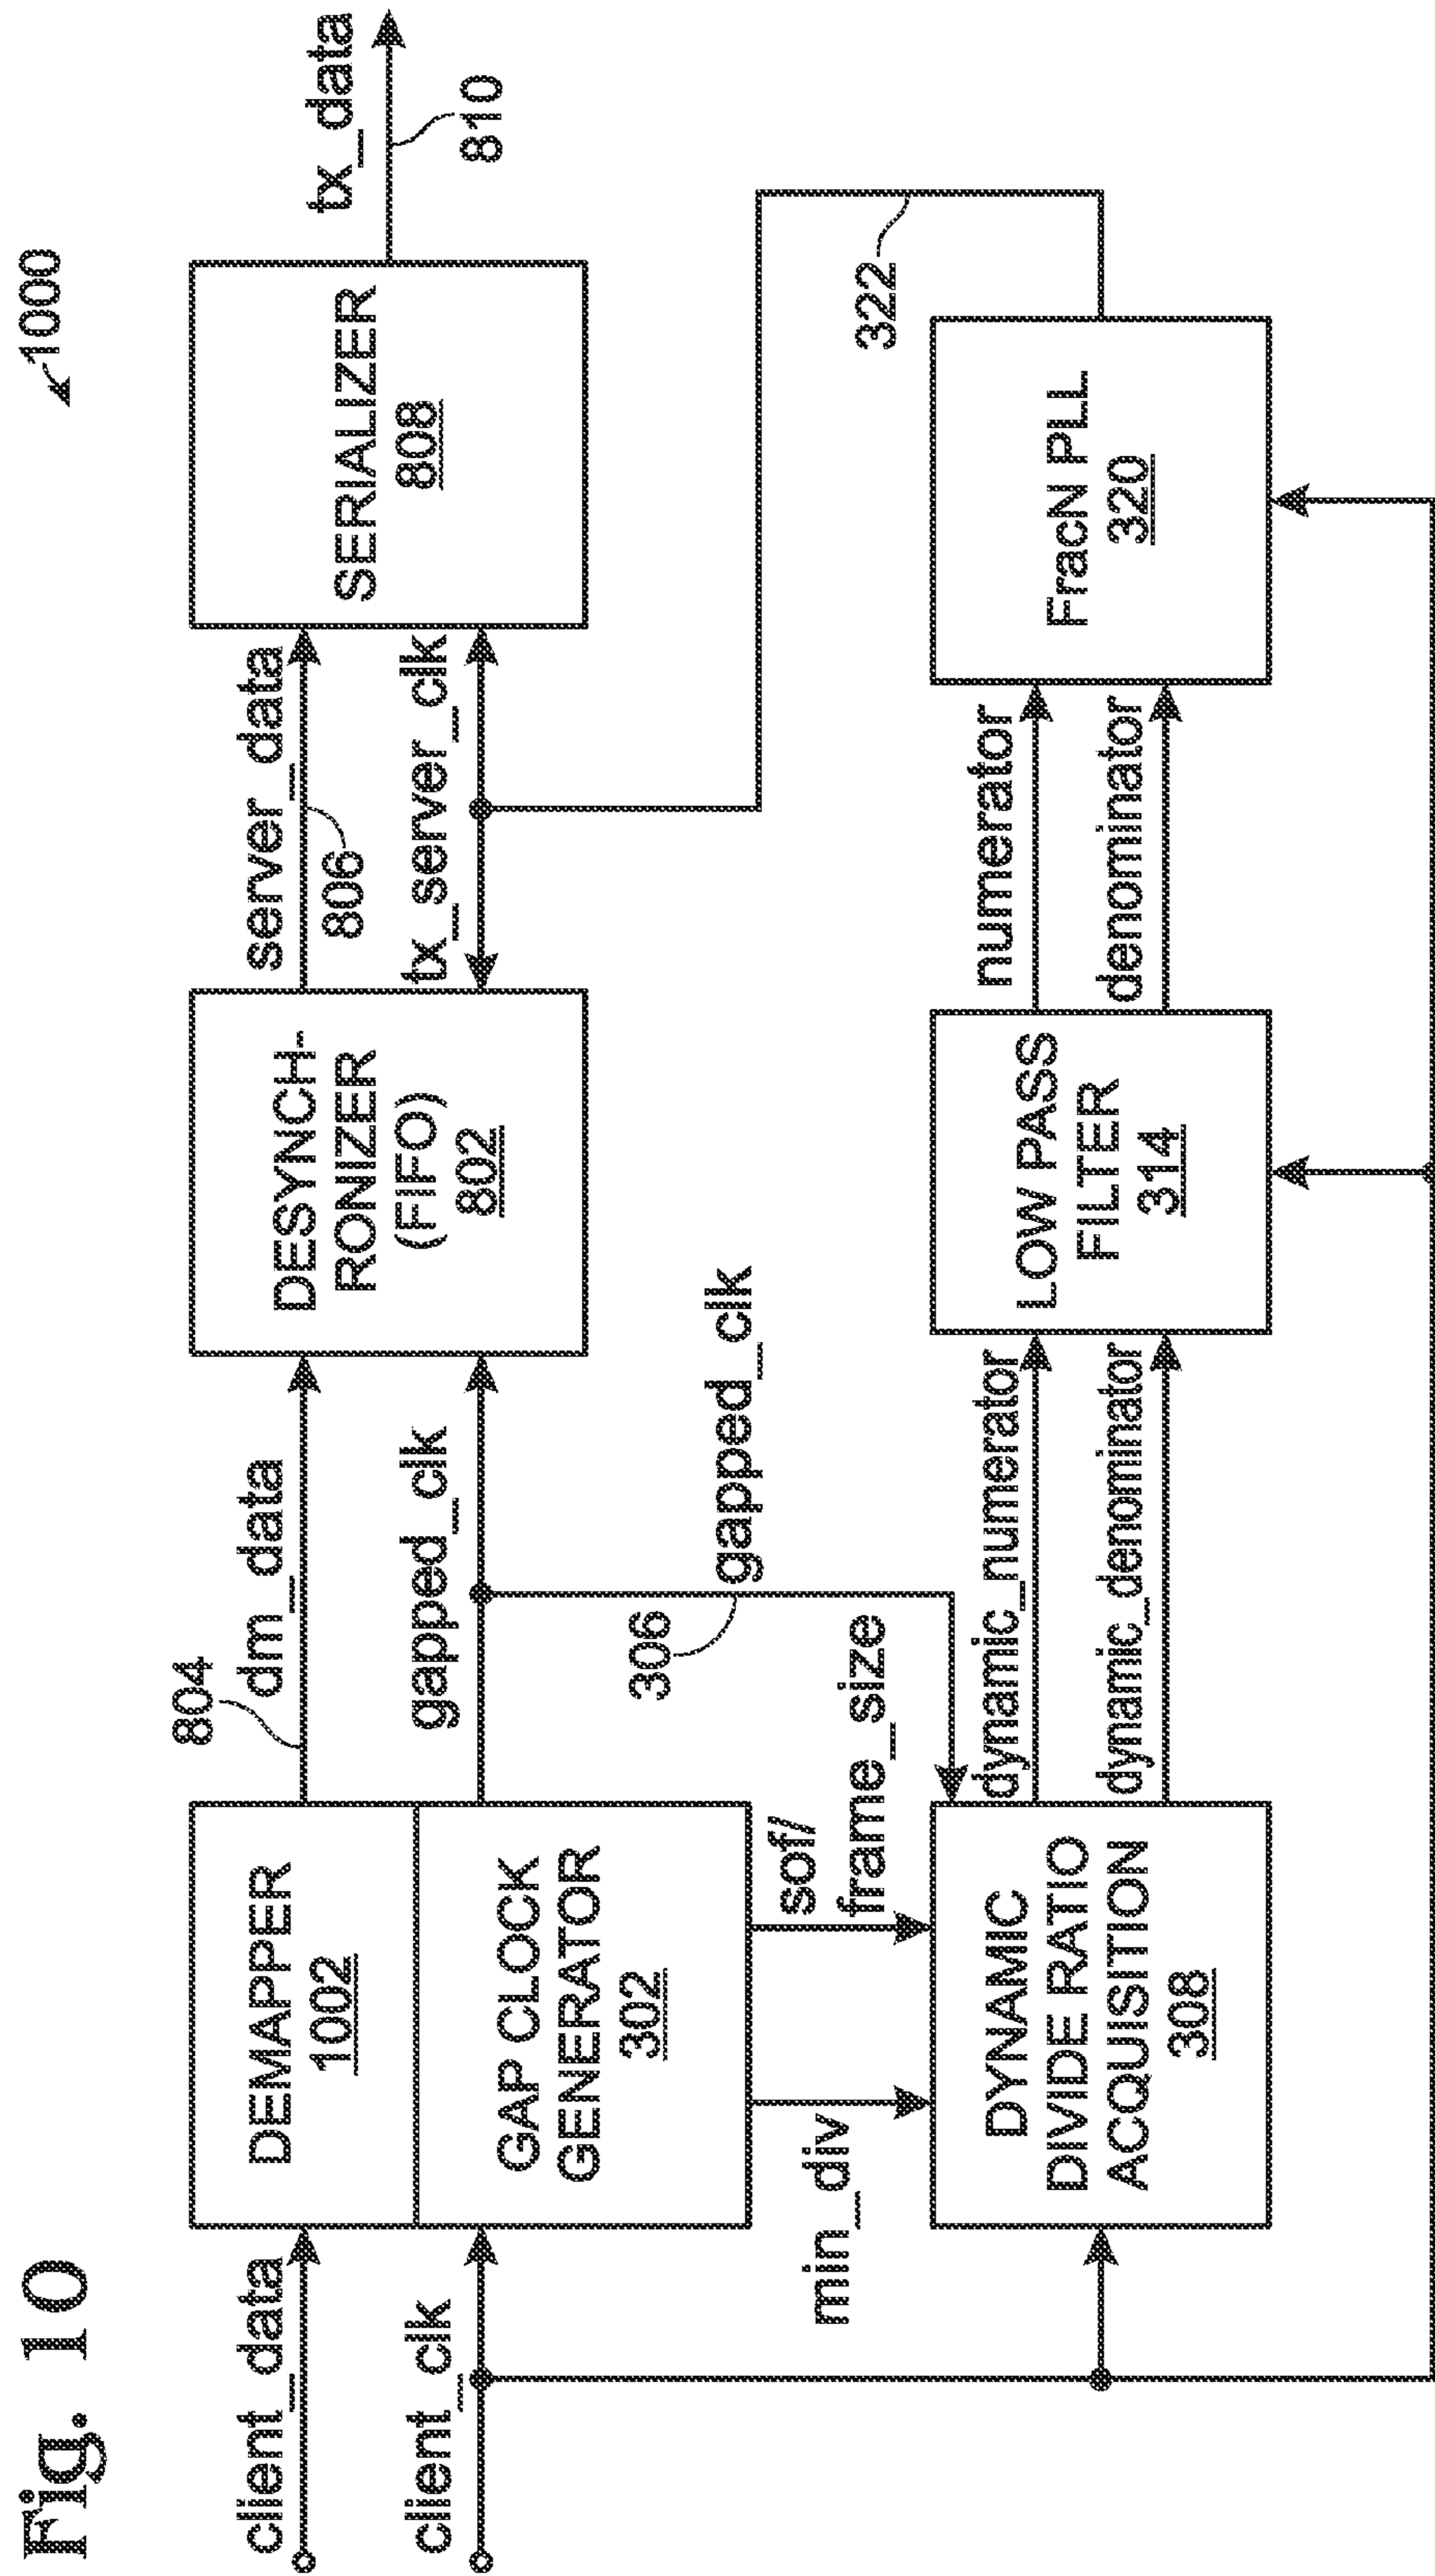 Fig. 10
1000
client_data
client_clk
DEMAPPER
1002
GAP CLOCK
GENERATOR
302
804
dm_data
gapped_clk
DESYNCH-
RONIZER
(FIFO)
802
server_data
806
tx_server_clk
SERIALIZER
808
tx_data
810
min_div
sof/
frame_size
306
gapped_clk
322
DYNAMIC
DIVIDE RATIO
ACQUISITION
308
dynamic_numerator
dynamic_denominator
LOW PASS
FILTER
314
numerator
denominator
FracN PLL
320